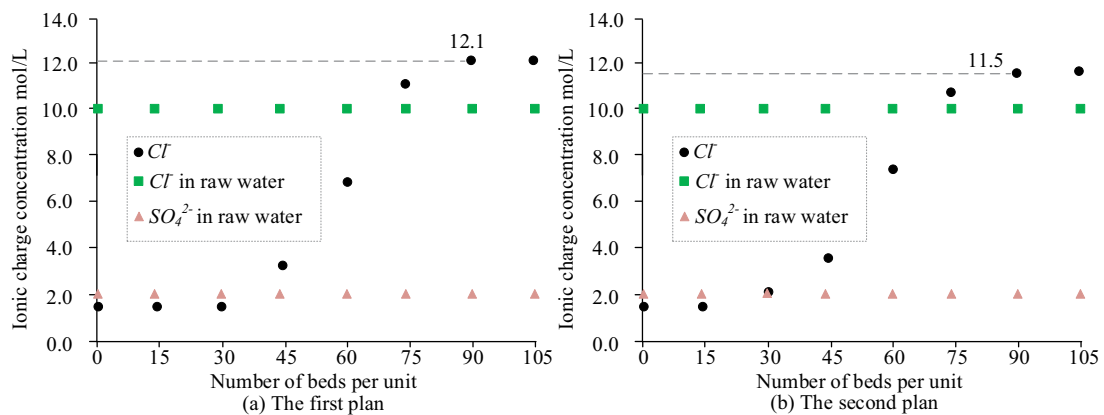 Ionic charge concentration mol/L
14.0
12.0
10.0
8.0
6.0
4.0
2.0
0.0
12.1
Cl⁻
Cl⁻ in raw water
SO₄²⁻ in raw water
0 15 30 45 60 75 90 105
Number of beds per unit
(a) The first plan
Ionic charge concentration mol/L
14.0
12.0
10.0
8.0
6.0
4.0
2.0
0.0
11.5
Cl⁻
Cl⁻ in raw water
SO₄²⁻ in raw water
0 15 30 45 60 75 90 105
Number of beds per unit
(b) The second plan